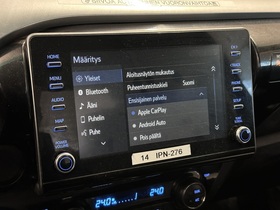 HOME
MENU
AUDIO
MAP
Määritys
Yleiset
Bluetooth
Ääni
Puhelin
Puhe
Aloitusnäytön mukautus
Puheentunnistuskieli Suomi
Ensisijainen palvelu
Apple CarPlay
Android Auto
Pois päältä
14 IPN-276
24.0
24.0